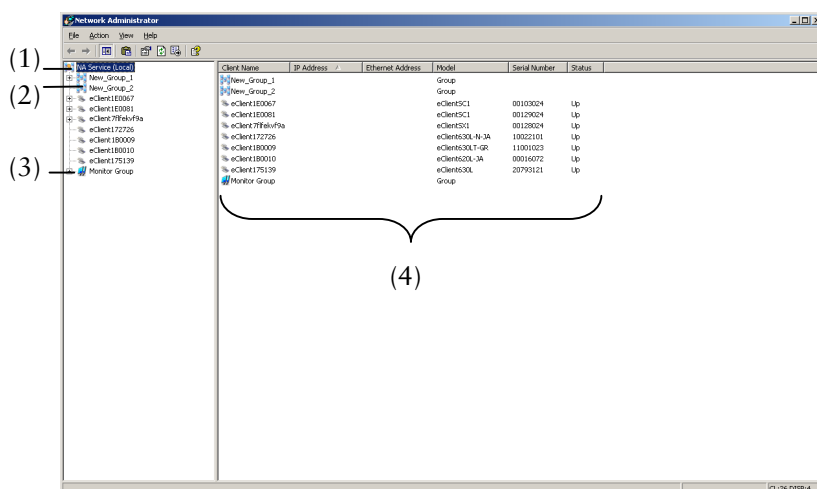 Network Administrator
File Action View Help
(1)
NA Service (Local)
New_Group_1
(2)
New_Group_2
eClient1E0067
eClient1E0081
eClient7flfekvf9a
eClient172726
eClient1B0009
eClient1B0010
eClient175139
(3)
Monitor Group
Client Name IP Address Ethernet Address Model Serial Number Status
New_Group_1 Group
New_Group_2 Group
eClient1E0067 eClientSC1 00103024 Up
eClient1E0081 eClientSC1 00129024 Up
eClient7flfekvf9a eClientSX1 00128024 Up
eClient172726 eClient630L-N-JA 10022101 Up
eClient1B0009 eClient630LT-GR 11001023 Up
eClient1B0010 eClient620L-JA 00016072 Up
eClient175139 eClient630L 20793121 Up
Monitor Group Group
(4)